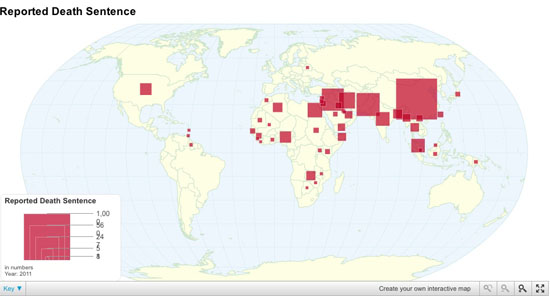 Reported Death Sentence
Reported Death Sentence
1,00
0
56
0
24
7
5
in numbers
Year: 2011
Key ▼
Create your own interactive map